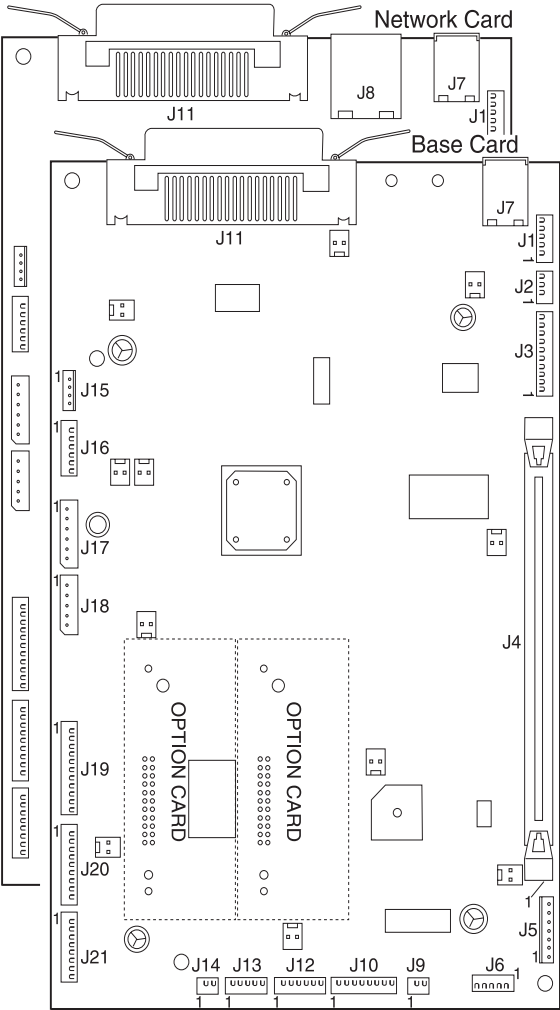 Network Card
J11
J8
J7
J1
Base Card
J11
J7
J1
1
J2
1
J3
1
1
J15
1
J16
1
J17
1
J18
J4
OPTION CARD
OPTION CARD
1
J19
1
J20
1
J5
1
1
J21
J14
J13
J12
J10
J9
J6
1
1
1
1
1
1